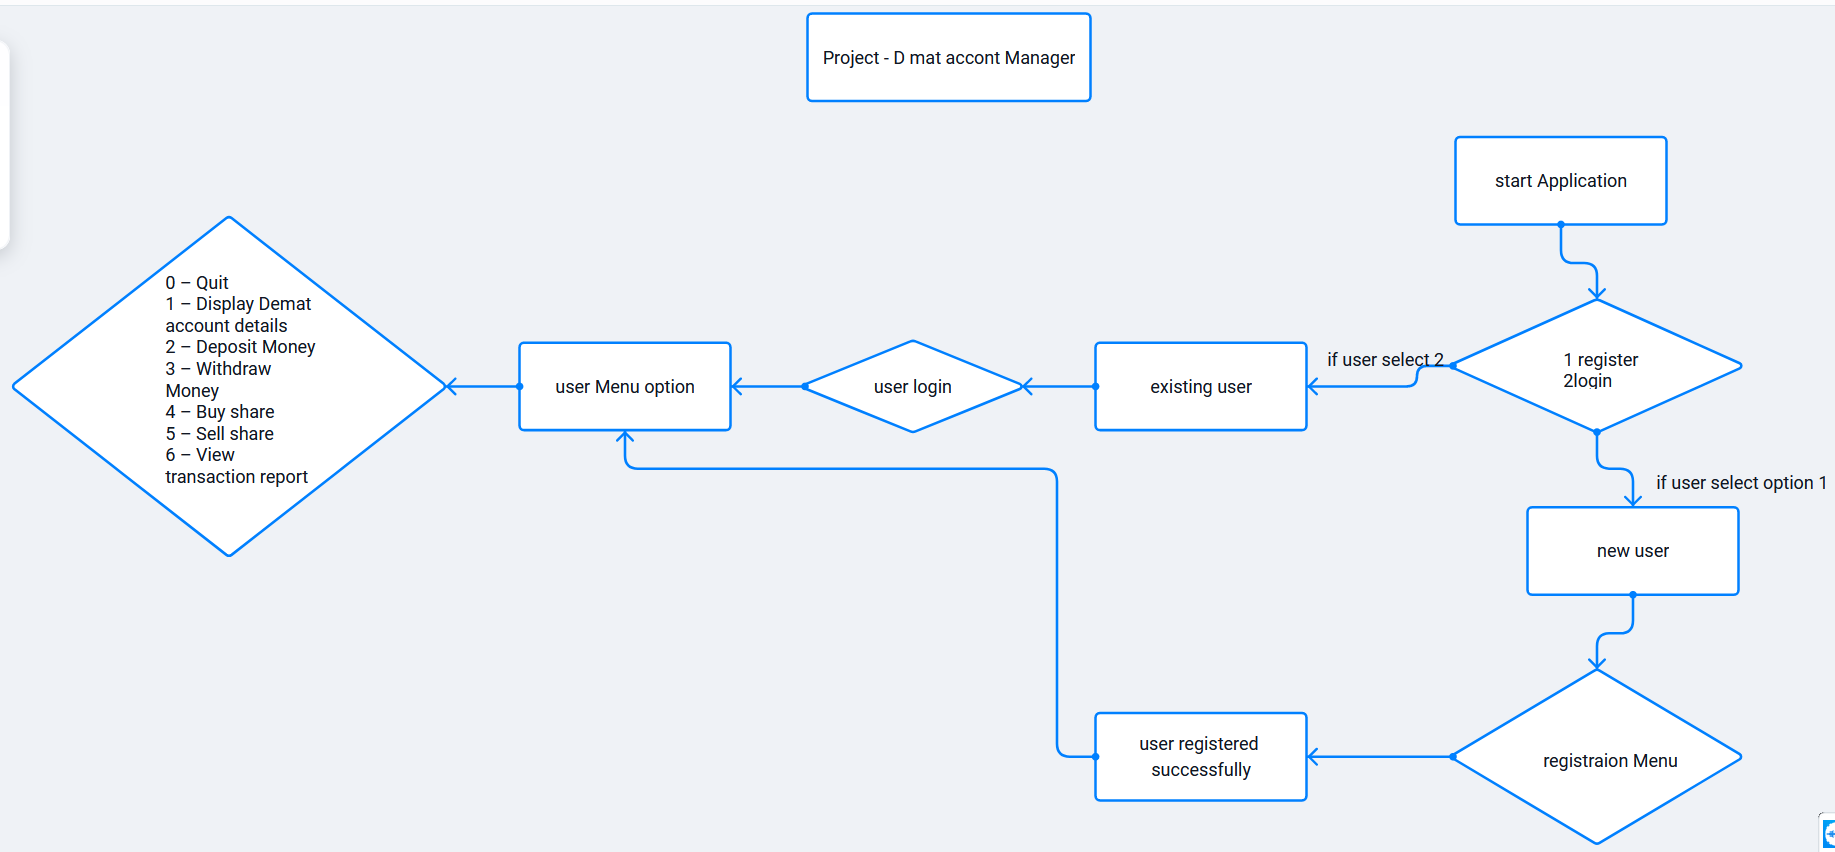 Project - D mat accont Manager
start Application
1 register
2login
if user select 2
existing user
user login
user Menu option
0 – Quit
1 – Display Demat
account details
2 – Deposit Money
3 – Withdraw
Money
4 – Buy share
5 – Sell share
6 – View
transaction report
if user select option 1
new user
registraion Menu
user registered
successfully